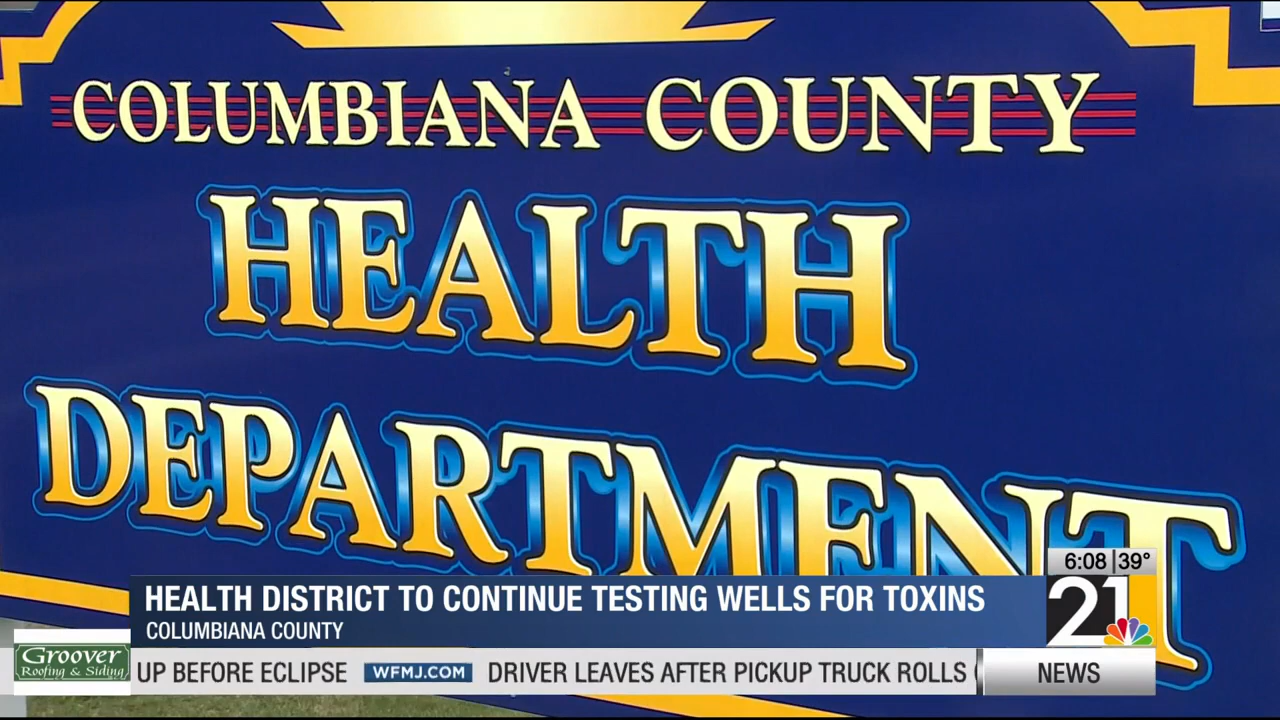 COLUMBIANA COUNTY
HEALTH
DEPARTMENT
6:08 39°
HEALTH DISTRICT TO CONTINUE TESTING WELLS FOR TOXINS
21
COLUMBIANA COUNTY
Groover
Roofing & Siding
UP BEFORE ECLIPSE WFMJ.COM DRIVER LEAVES AFTER PICKUP TRUCK ROLLS
NEWS